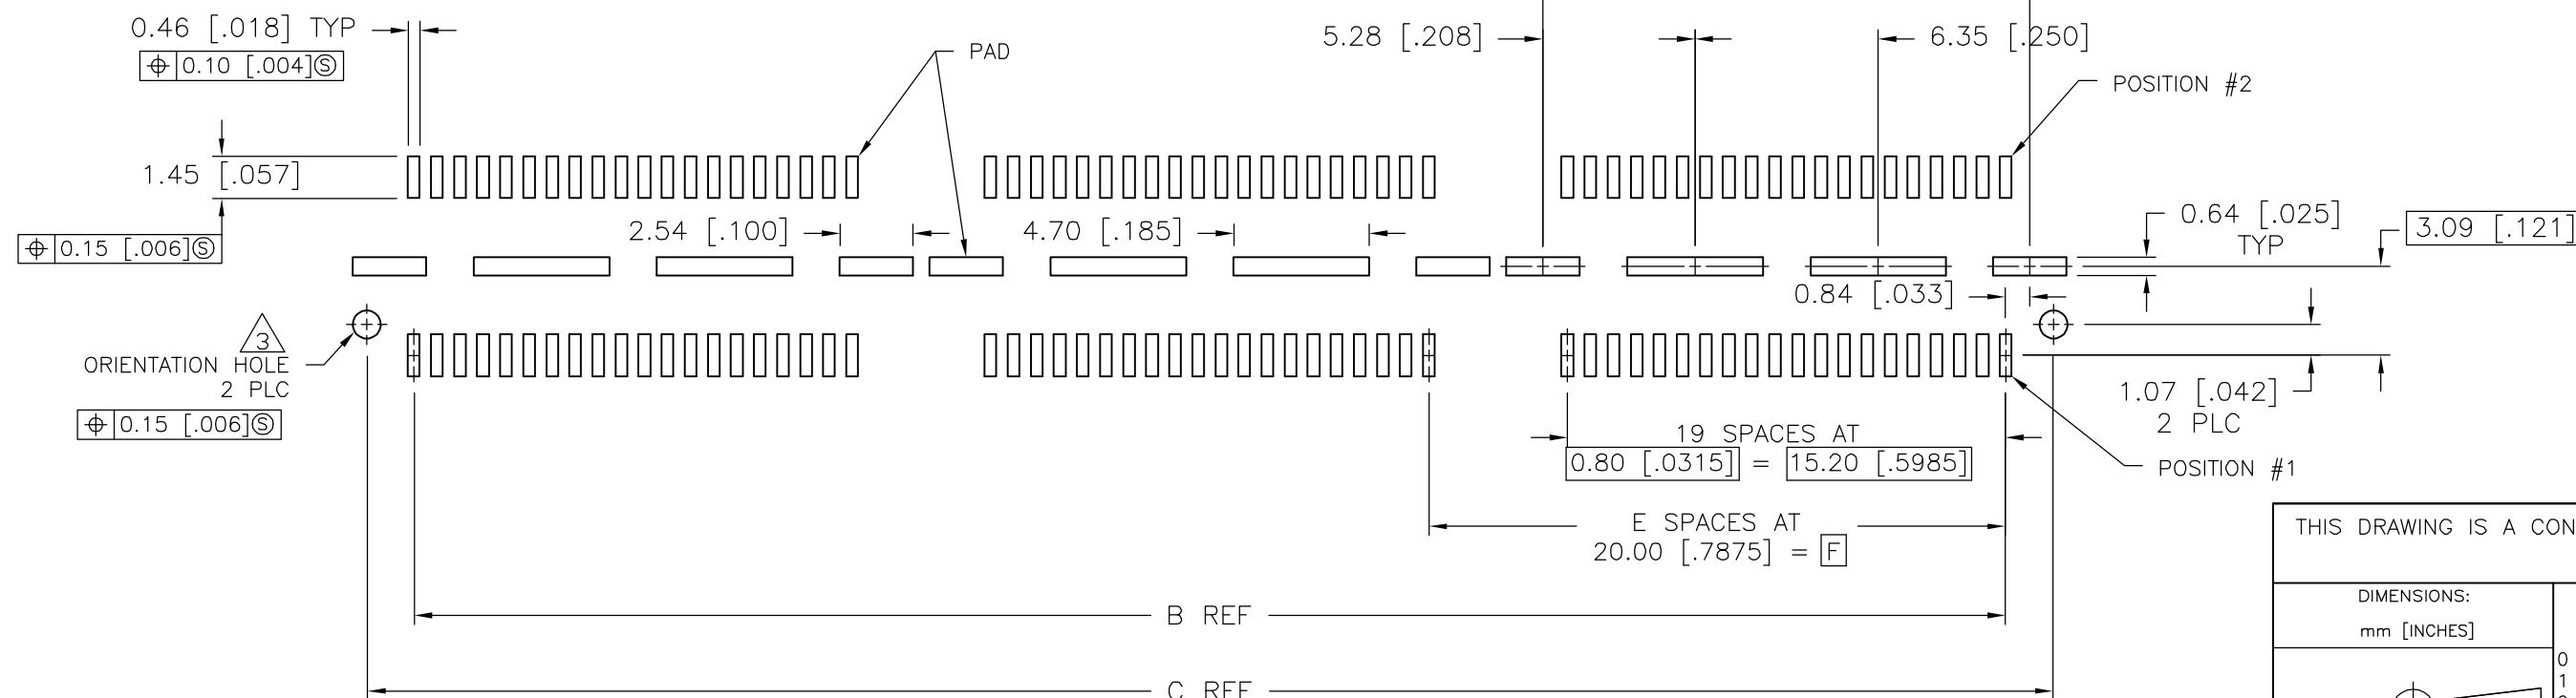 0.46 [.018] TYP
⌖ 0.10 [.004]Ⓢ
PAD
5.28 [.208]
6.35 [.250]
POSITION #2
1.45 [.057]
⌖ 0.15 [.006]Ⓢ
2.54 [.100]
4.70 [.185]
0.64 [.025]
TYP
3.09 [.121]
0.84 [.033]
3
ORIENTATION HOLE
2 PLC
⌖ 0.15 [.006]Ⓢ
1.07 [.042]
2 PLC
19 SPACES AT
0.80 [.0315] = 15.20 [.5985]
POSITION #1
E SPACES AT
20.00 [.7875] = F
B REF
C REF
THIS DRAWING IS A CON
DIMENSIONS:
mm [INCHES]
0
1